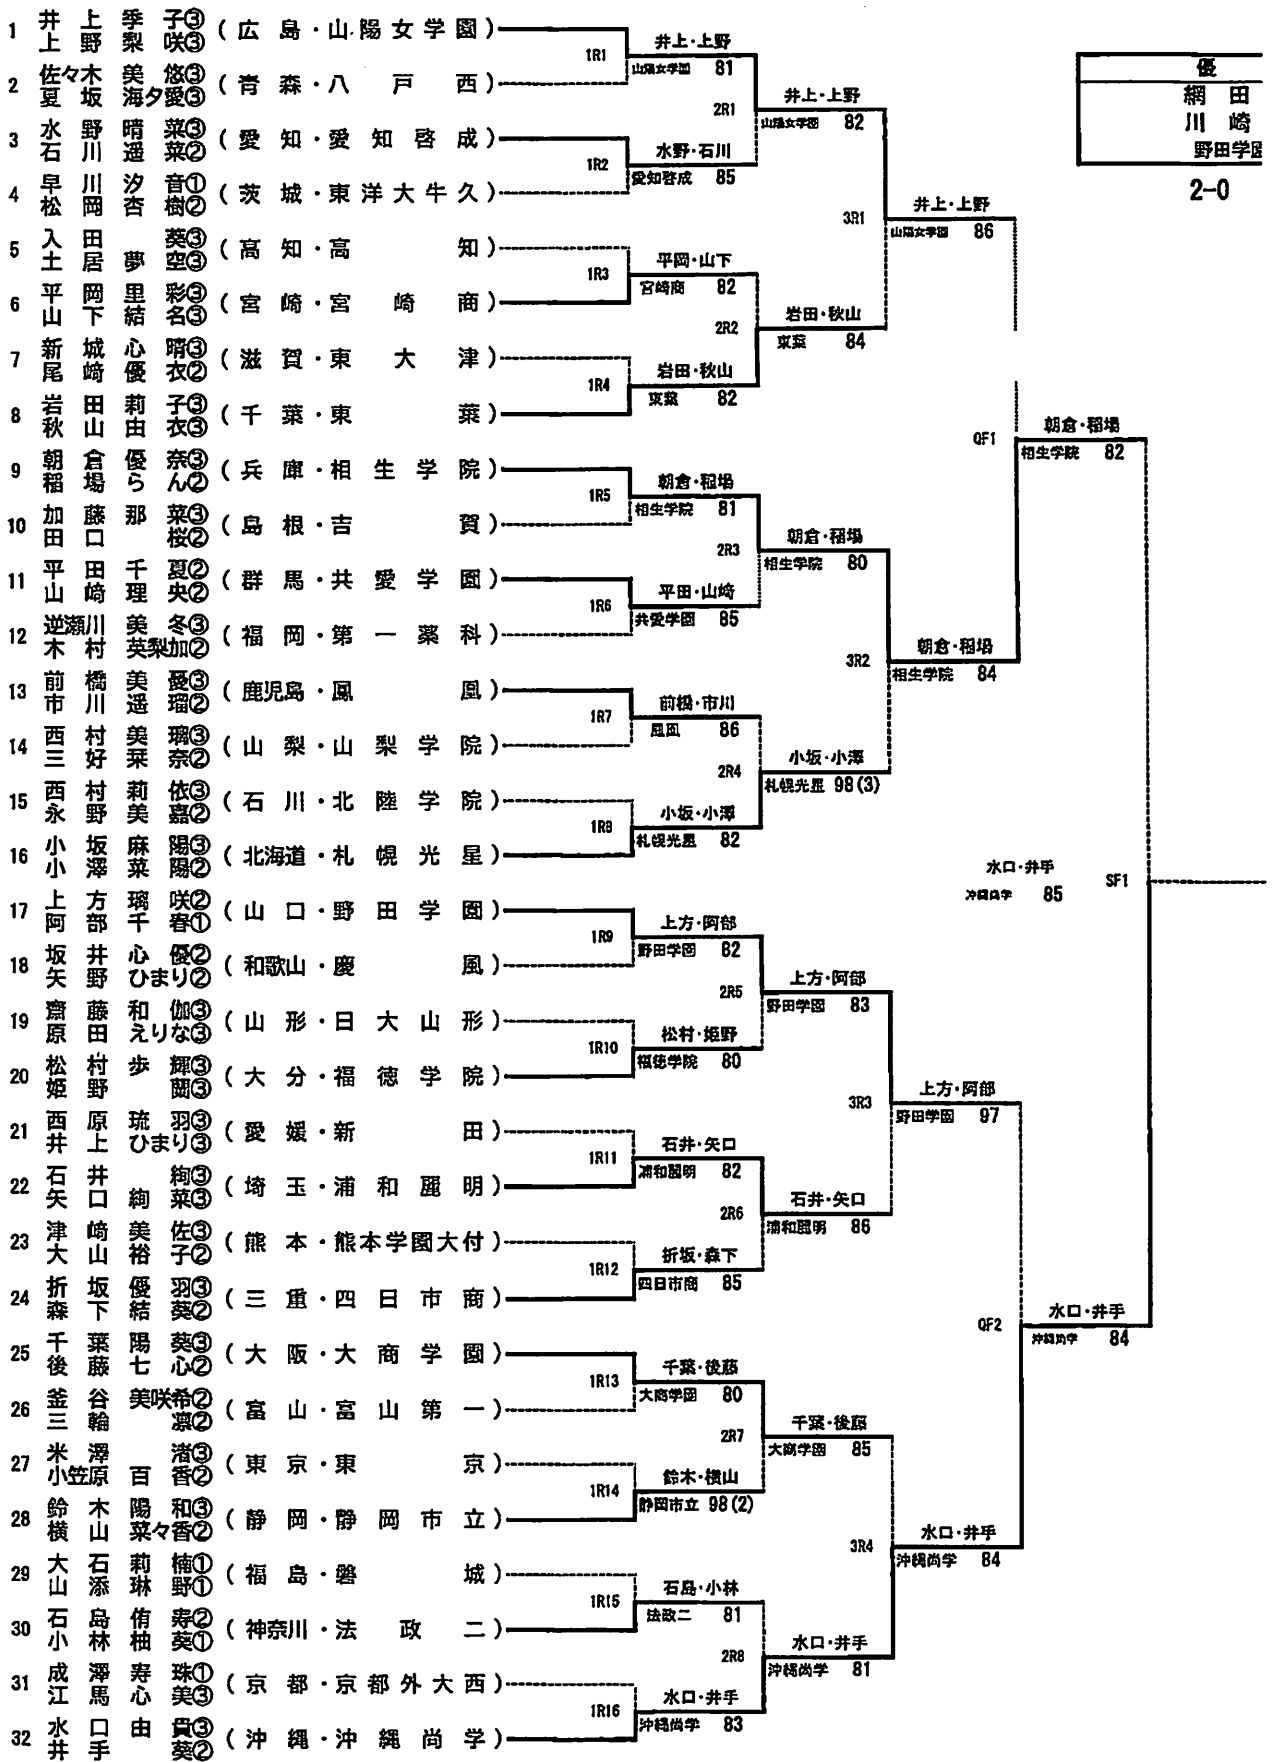 1 井上季子③ 上野梨咲③ (広島・山陽女学園)
2 佐々木美悠③ 夏坂海夕愛③ (青森・八戸西)
3 水野晴菜③ 石川遥菜② (愛知・愛知啓成)
4 早川汐音① 松岡杏樹② (茨城・東洋大牛久)
5 入田葵③ 土居夢空③ (高知・高知)
6 平岡里彩③ 山下結名③ (宮崎・宮崎商)
7 新城心晴③ 尾崎優衣② (滋賀・東大津)
8 岩田莉子③ 秋山由衣③ (千葉・東葉)
9 朝倉優奈③ 稲場らん② (兵庫・相生学院)
10 加藤那菜③ 田口桜② (島根・吉賀)
11 平田千夏② 山崎理央② (群馬・共愛学園)
12 逆瀬川美冬③ 木村英梨加② (福岡・第一薬科)
13 前橋美優③ 市川遥瑠② (鹿児島・鳳凰)
14 西村美璃③ 三好栞奈② (山梨・山梨学院)
15 西村莉依③ 永野美嘉② (石川・北陸学院)
16 小坂麻陽③ 小澤菜陽② (北海道・札幌光星)
17 上方璃咲② 阿部千春① (山口・野田学園)
18 坂井心優② 矢野ひまり② (和歌山・慶風)
19 齋藤和伽③ 原田えりな③ (山形・日大山形)
20 松村歩輝③ 姫野蘭③ (大分・福徳学院)
21 西原琉羽③ 井上ひまり③ (愛媛・新田)
22 石井絢③ 矢口絢菜③ (埼玉・浦和麗明)
23 津崎美佐③ 大山裕子② (熊本・熊本学園大付)
24 折坂優羽③ 森下結葵② (三重・四日市商)
25 千葉陽葵③ 後藤七心② (大阪・大商学園)
26 釜谷美咲希② 三輪凛② (富山・富山第一)
27 米澤渚③ 小笠原百香② (東京・東京)
28 鈴木陽和③ 横山菜々香② (静岡・静岡市立)
29 大石莉楠① 山添琳野① (福島・磐城)
30 石島侑寿② 小林柚葵① (神奈川・法政二)
31 成澤寿珠① 江馬心美③ (京都・京都外大西)
32 水口由貴③ 井手葵② (沖縄・沖縄尚学)
1R1 井上・上野 山陽女学園 81
1R2 水野・石川 愛知啓成 85
1R3 平岡・山下 宮崎商 82
1R4 岩田・秋山 東葉 82
1R5 朝倉・稲場 相生学院 81
1R6 平田・山崎 共愛学園 85
1R7 前橋・市川 鳳凰 86
1R8 小坂・小澤 札幌光星 82
1R9 上方・阿部 野田学園 82
1R10 松村・姫野 福徳学院 80
1R11 石井・矢口 浦和麗明 82
1R12 折坂・森下 四日市商 85
1R13 千葉・後藤 大商学園 80
1R14 鈴木・横山 静岡市立 98(2)
1R15 石島・小林 法政二 81
1R16 水口・井手 沖縄尚学 83
2R1 井上・上野 山陽女学園 82
2R2 岩田・秋山 東葉 84
2R3 朝倉・稲場 相生学院 80
2R4 小坂・小澤 札幌光星 98(3)
2R5 上方・阿部 野田学園 83
2R6 石井・矢口 浦和麗明 86
2R7 千葉・後藤 大商学園 85
2R8 水口・井手 沖縄尚学 81
3R1 井上・上野 山陽女学園 86
3R2 朝倉・稲場 相生学院 84
3R3 上方・阿部 野田学園 97
3R4 水口・井手 沖縄尚学 84
QF1 朝倉・稲場 相生学院 82
QF2 水口・井手 沖縄尚学 84
SF1 水口・井手 沖縄尚学 85
優
網田
川崎
野田学園
2-0